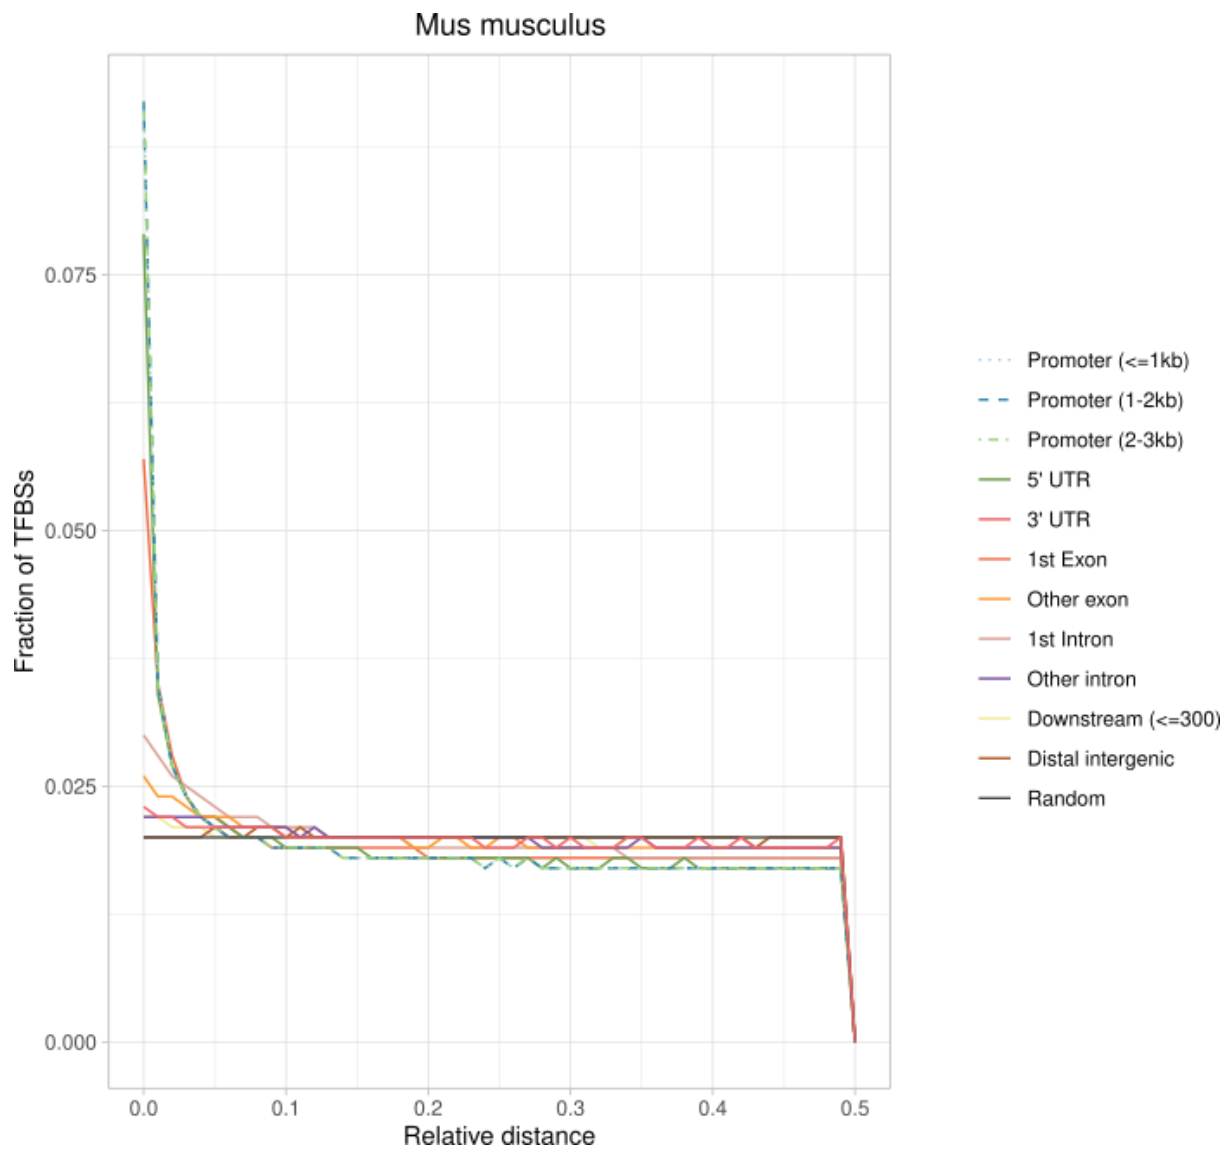 Mus musculus
Fraction of TFBSs
0.075
0.050
0.025
0.000
0.0 0.1 0.2 0.3 0.4 0.5
Relative distance
Promoter (<=1kb)
Promoter (1-2kb)
Promoter (2-3kb)
5' UTR
3' UTR
1st Exon
Other exon
1st Intron
Other intron
Downstream (<=300)
Distal intergenic
Random